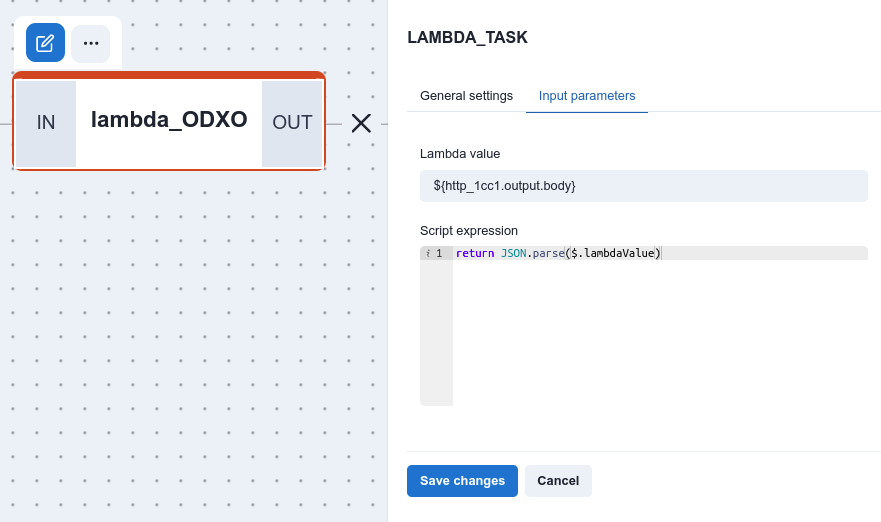 LAMBDA_TASK
General settings
Input parameters
IN
lambda_ODXO
OUT
Lambda value
${http_1cc1.output.body}
Script expression
i 1 return JSON.parse($.lambdaValue)
Save changes
Cancel